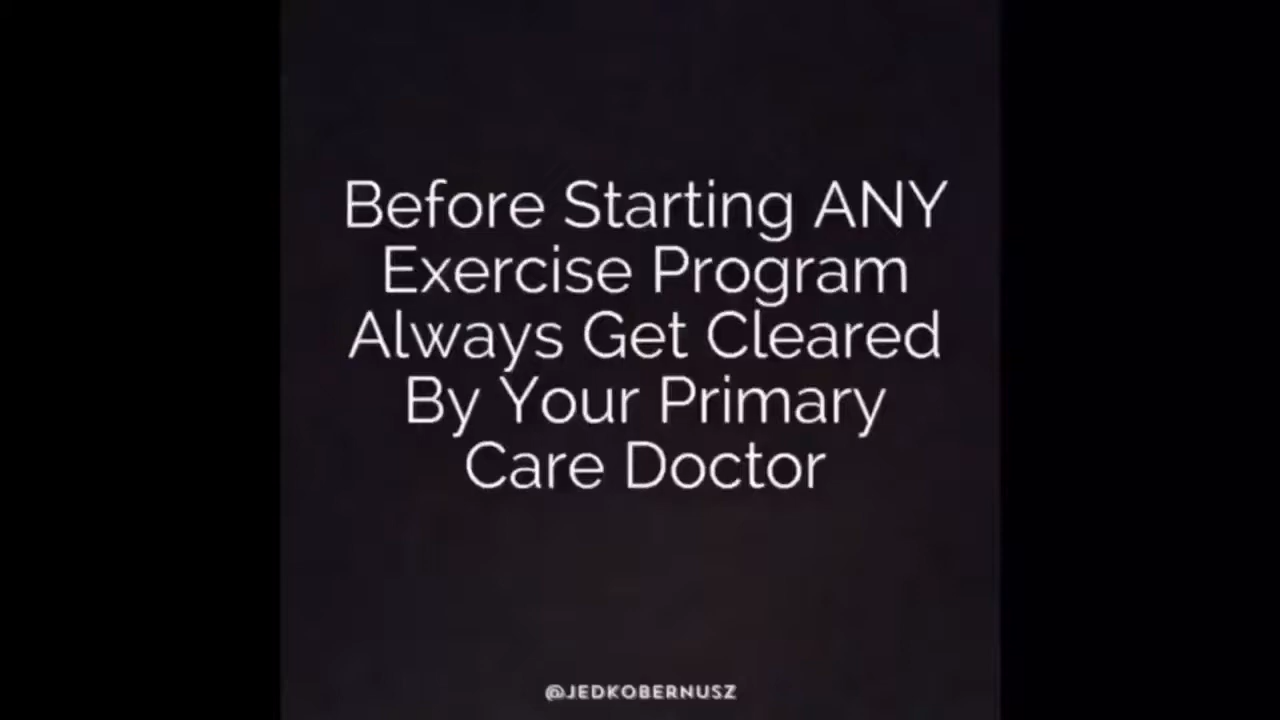 Before Starting ANY
Exercise Program
Always Get Cleared
By Your Primary
Care Doctor
@JEDKOBERNUSZ